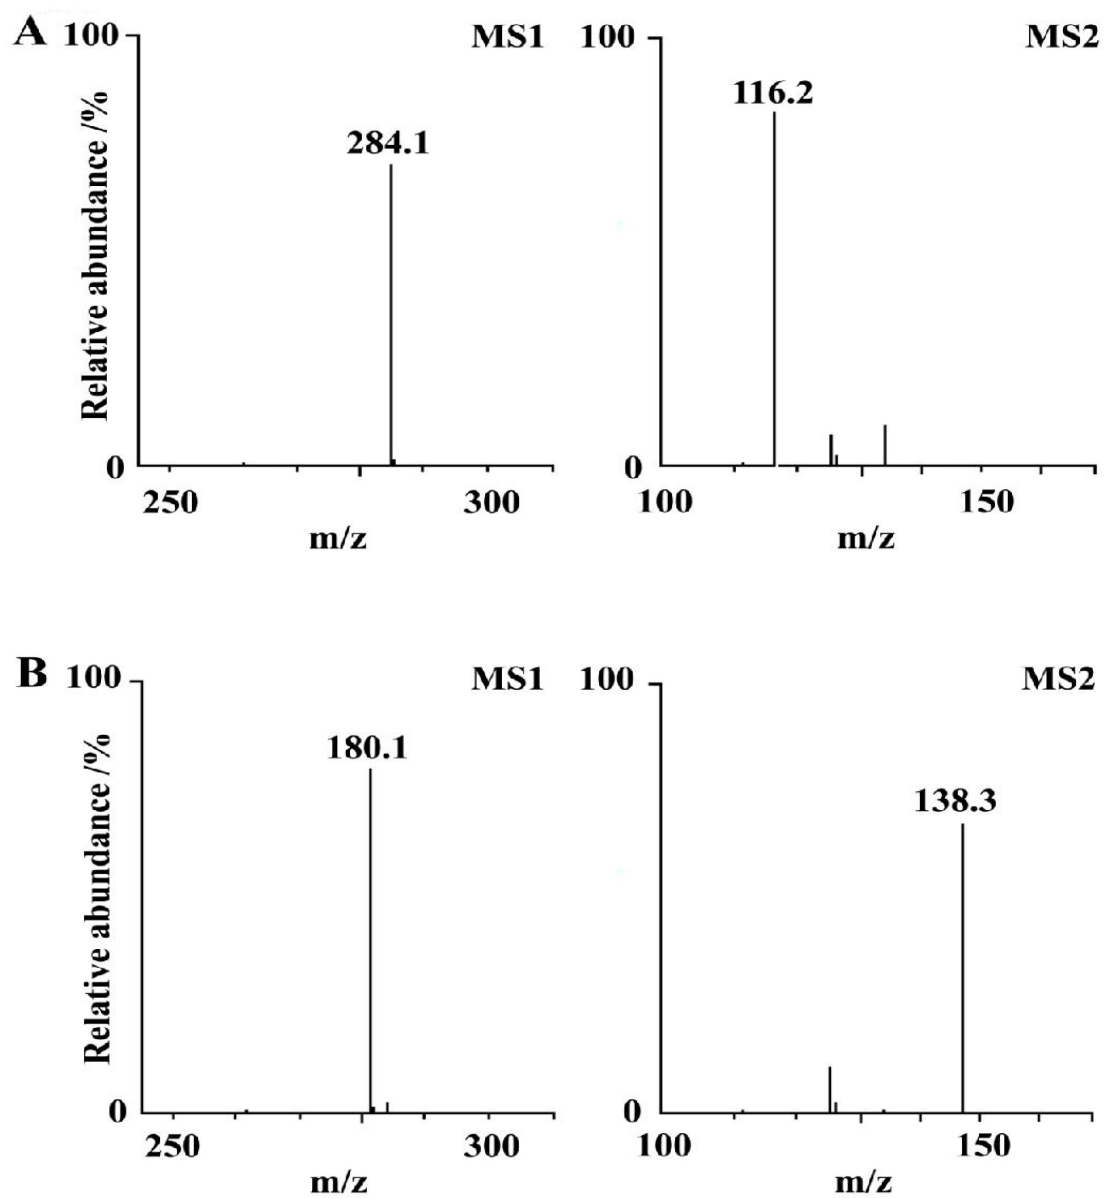 A 100 MS1 100 MS2
284.1 116.2
Relative abundance /%
0 0
250 300 100 150
m/z m/z
B 100 MS1 100 MS2
180.1 138.3
Relative abundance /%
0 0
250 300 100 150
m/z m/z